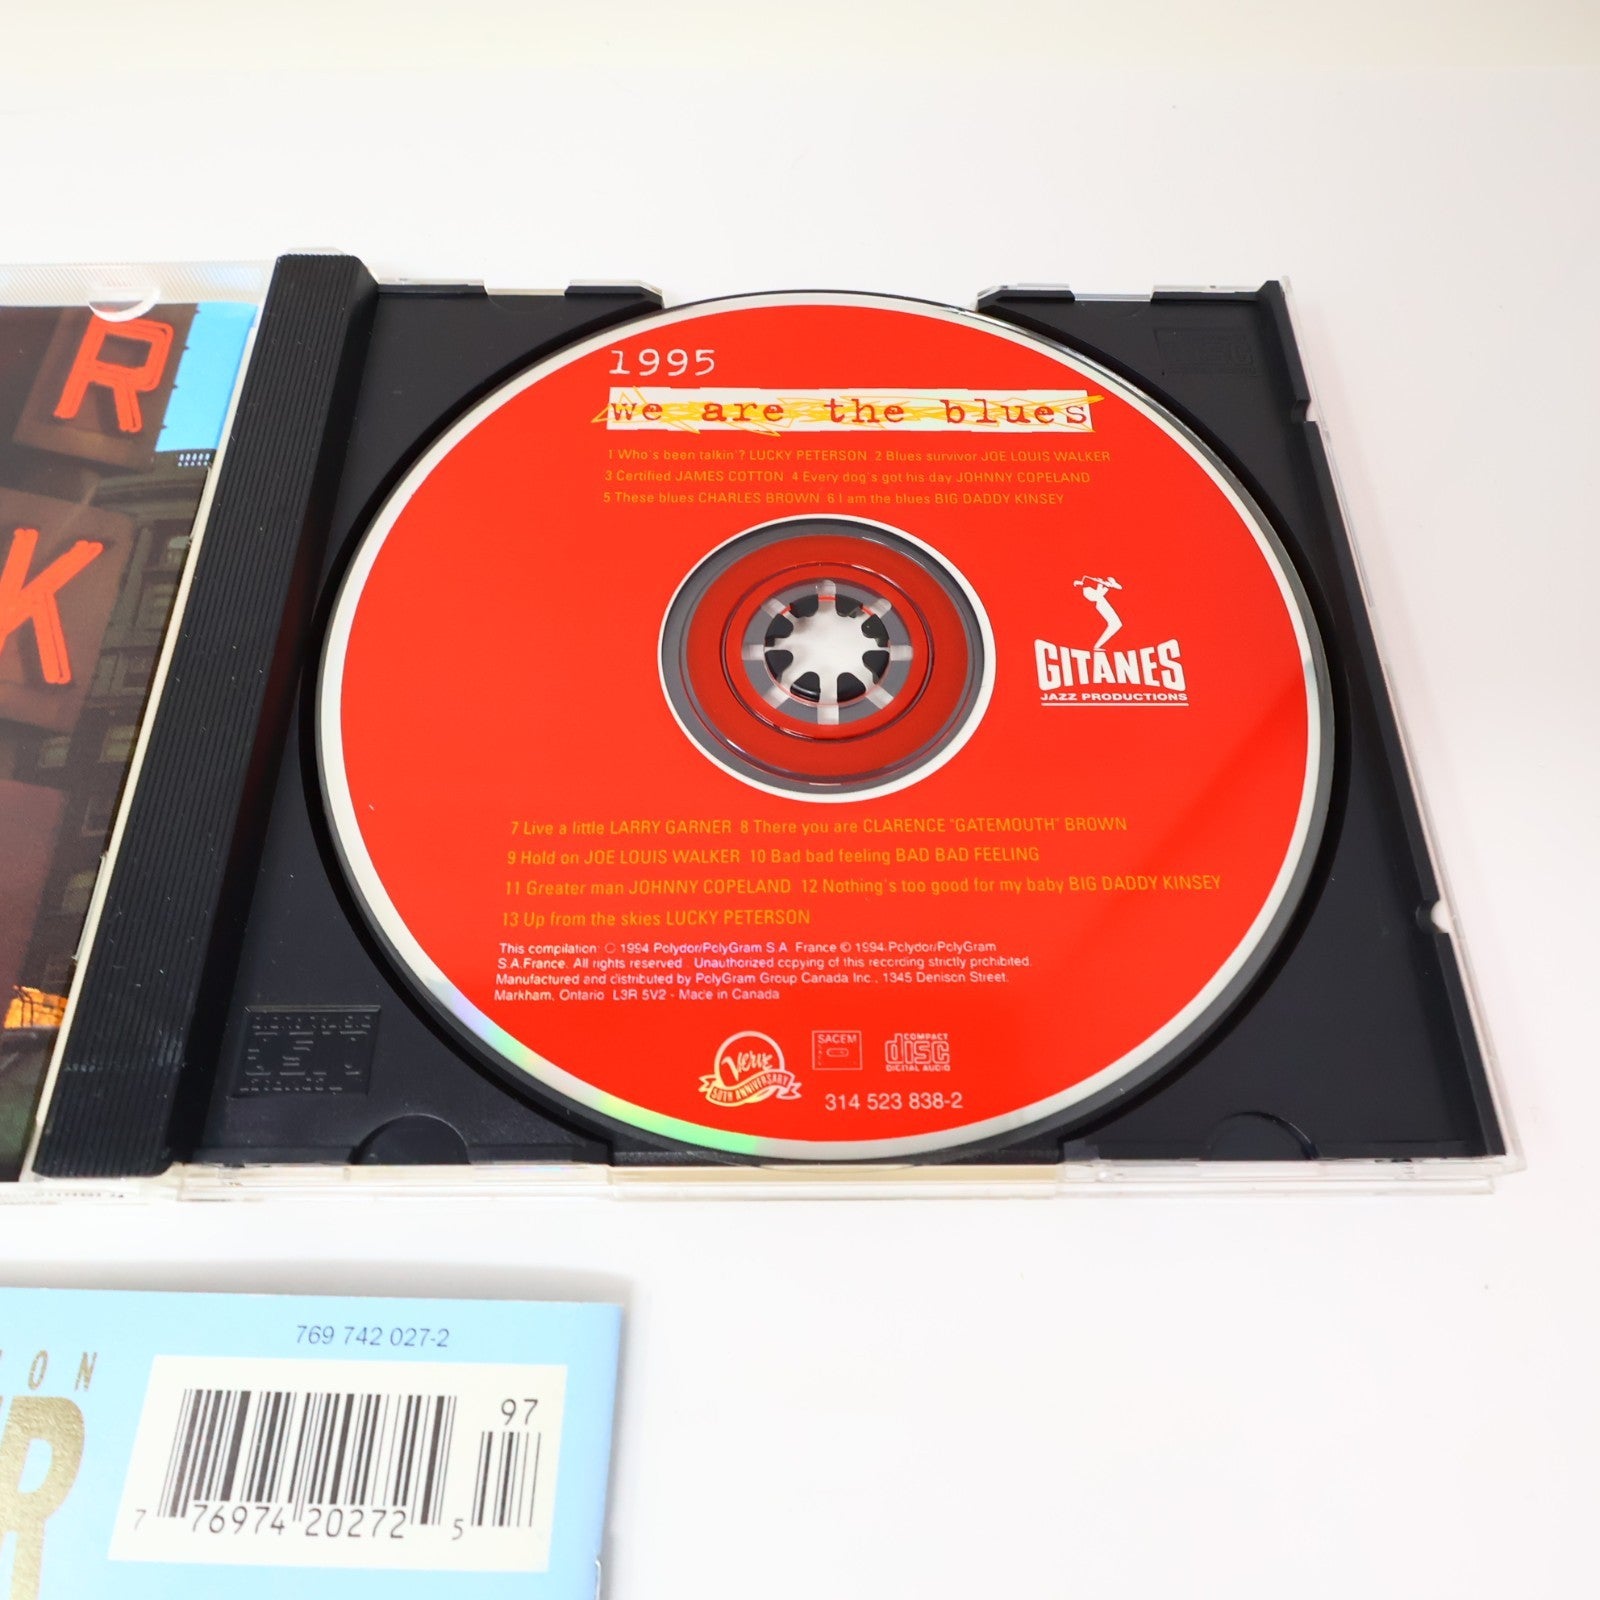 R
K
1995
we are the blues
1 Who's been talkin'? LUCKY PETERSON 2 Blues survivor JOE LOUIS WALKER
3 Certified JAMES COTTON 4 Every dog's got his day JOHNNY COPELAND
5 These blues CHARLES BROWN 6 I am the blues BIG DADDY KINSEY
GITANES
JAZZ PRODUCTIONS
7 Live a little LARRY GARNER 8 There you are CLARENCE "GATEMOUTH" BROWN
9 Hold on JOE LOUIS WALKER 10 Bad bad feeling BAD BAD FEELING
11 Greater man JOHNNY COPELAND 12 Nothing's too good for my baby BIG DADDY KINSEY
13 Up from the skies LUCKY PETERSON
This compilation: ℗ 1994 Polydor/PolyGram S.A. France © 1994 Polydor/PolyGram
S.A.France. All rights reserved. Unauthorized copying of this recording strictly prohibited.
Manufactured and distributed by PolyGram Group Canada Inc., 1345 Denison Street,
Markham, Ontario L3R 5V2 - Made in Canada
Verve
50TH ANNIVERSARY
SACEM
COMPACT
disc
DIGITAL AUDIO
314 523 838-2
769 742 027-2
ON
R
97
7 76974 20272 5